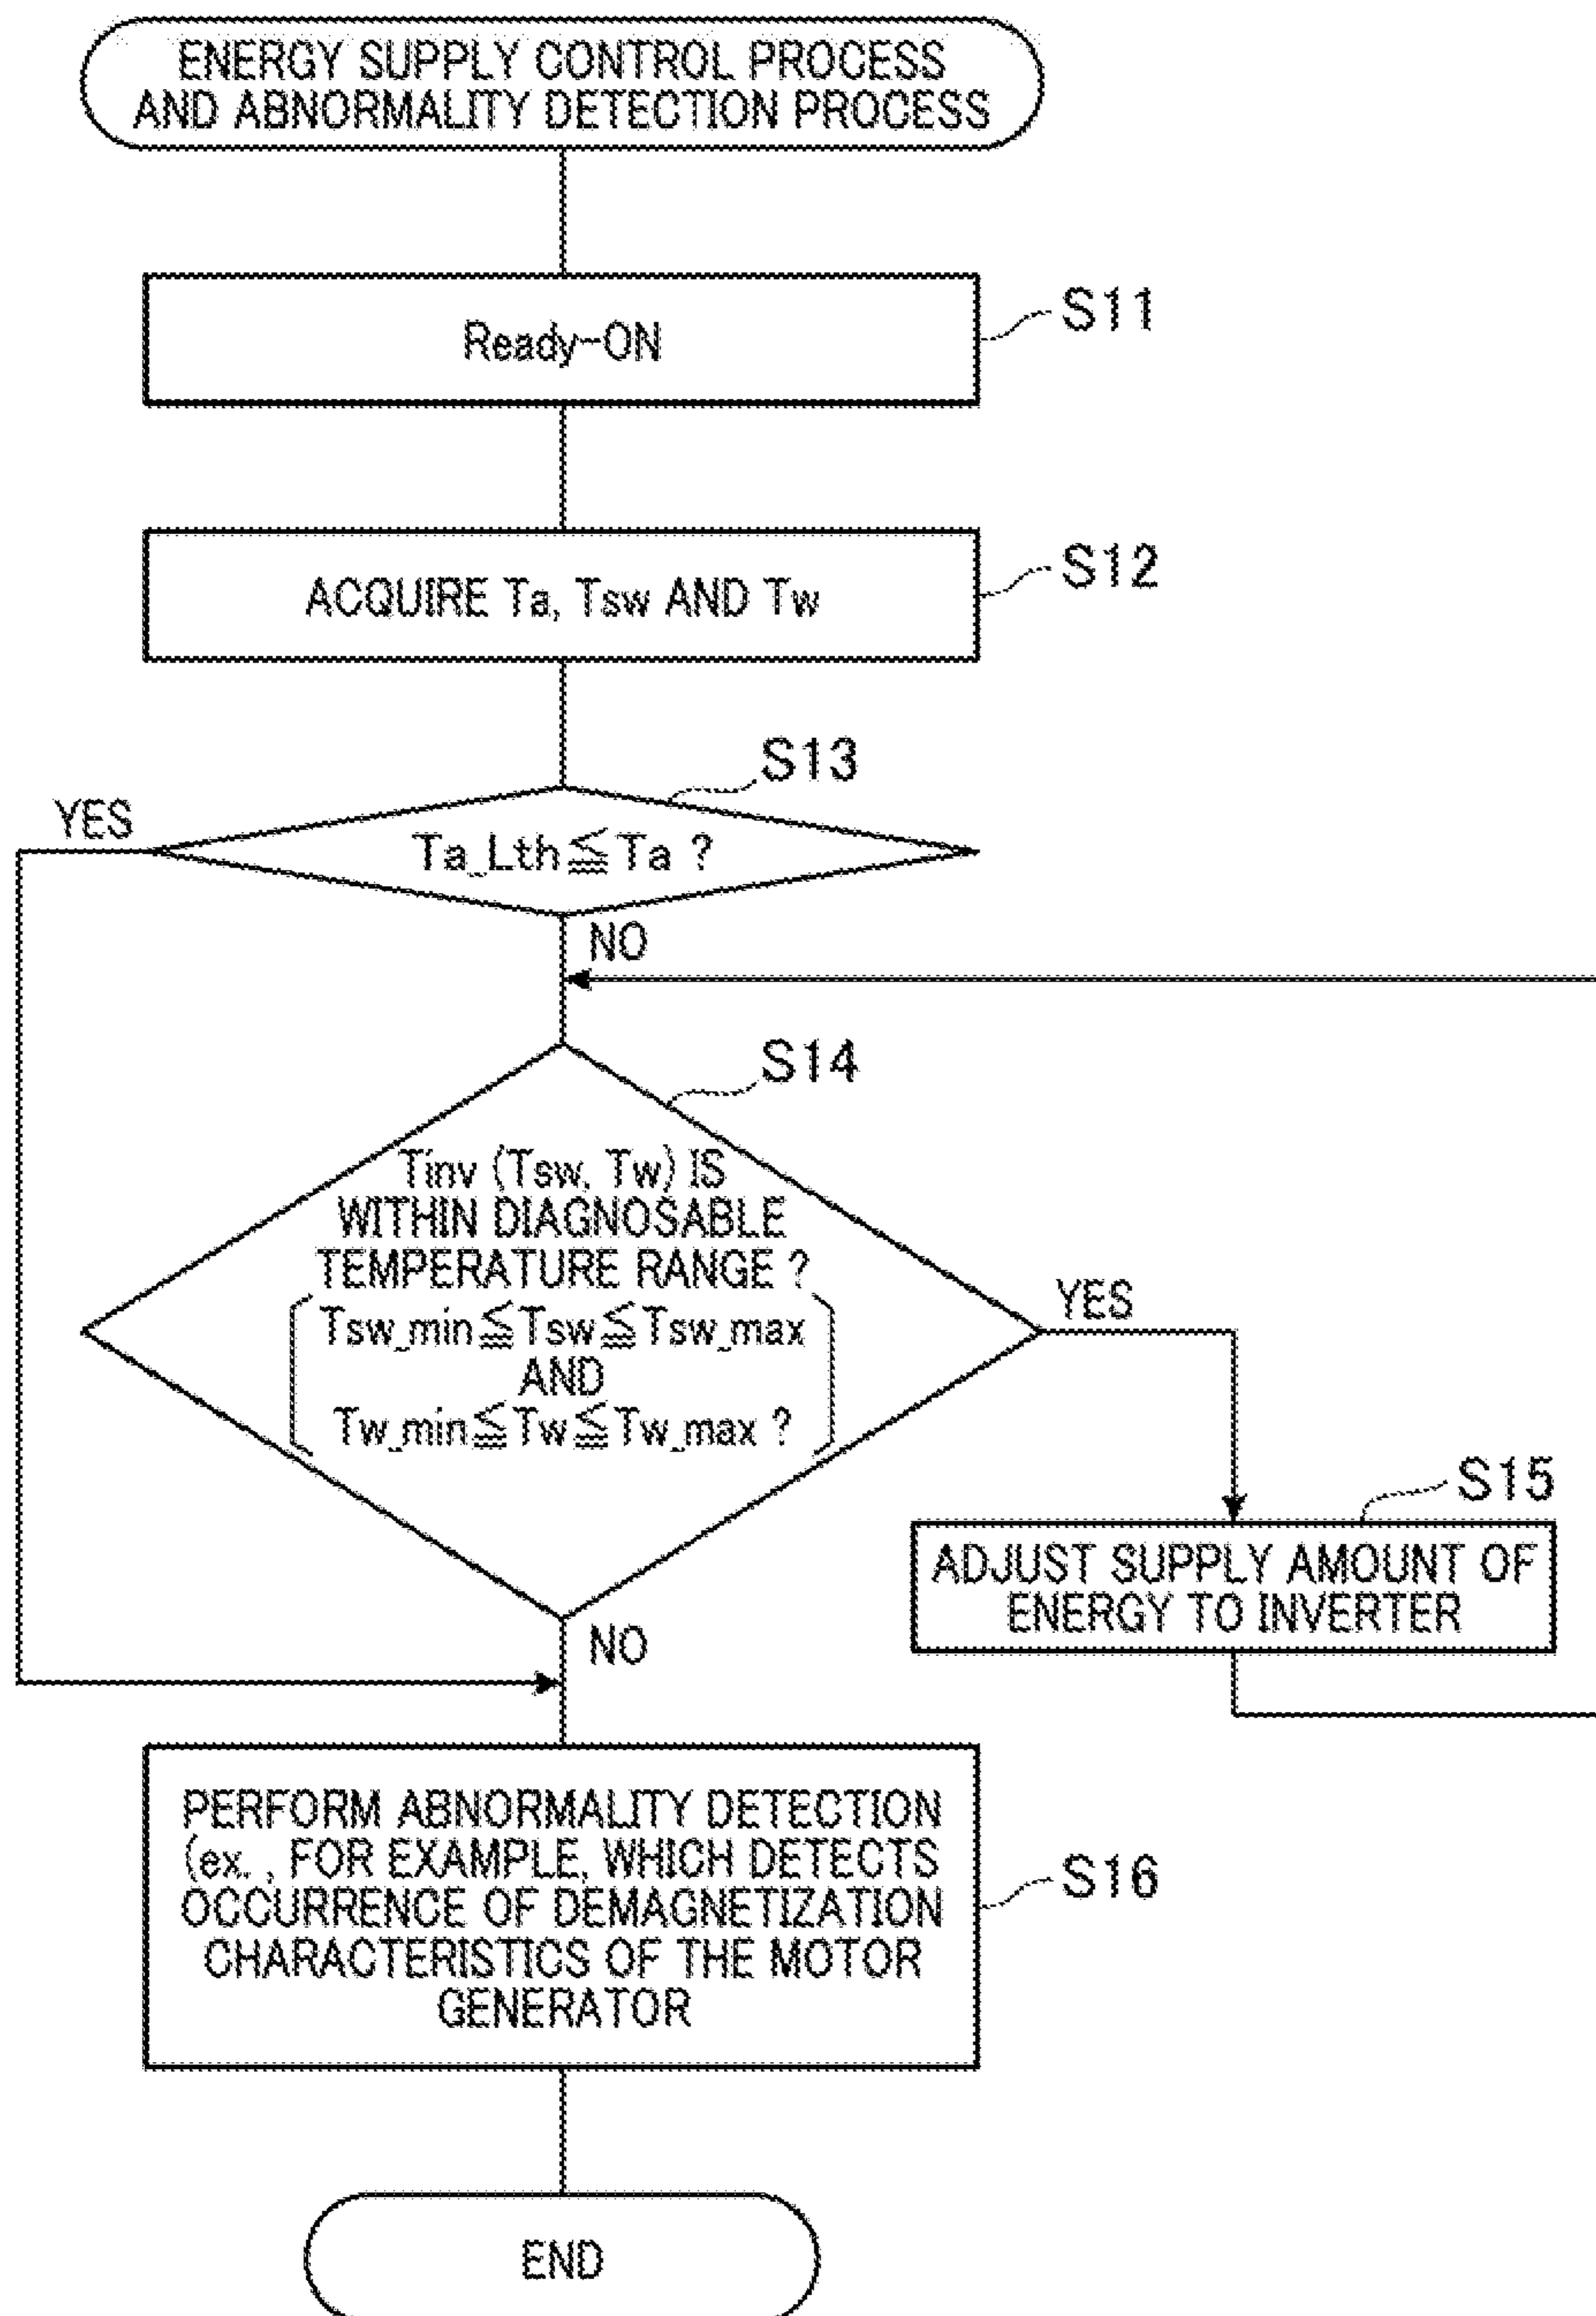 ENERGY SUPPLY CONTROL PROCESS
AND ABNORMALITY DETECTION PROCESS
Ready-ON
S11
ACQUIRE Ta, Tsw AND Tw
S12
S13
YES
Ta_Lth≦Ta ?
NO
S14
Tinv (Tsw, Tw) IS
WITHIN DIAGNOSABLE
TEMPERATURE RANGE ?
Tsw_min≦Tsw≦Tsw_max
AND
Tw_min≦Tw≦Tw_max ?
YES
NO
S15
ADJUST SUPPLY AMOUNT OF
ENERGY TO INVERTER
PERFORM ABNORMALITY DETECTION
(ex., FOR EXAMPLE, WHICH DETECTS
OCCURRENCE OF DEMAGNETIZATION
CHARACTERISTICS OF THE MOTOR
GENERATOR
S16
END